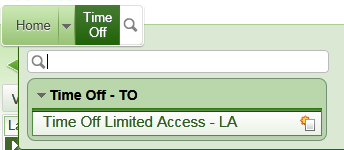 Home
Time
Off
Time Off - TO
Time Off Limited Access - LA